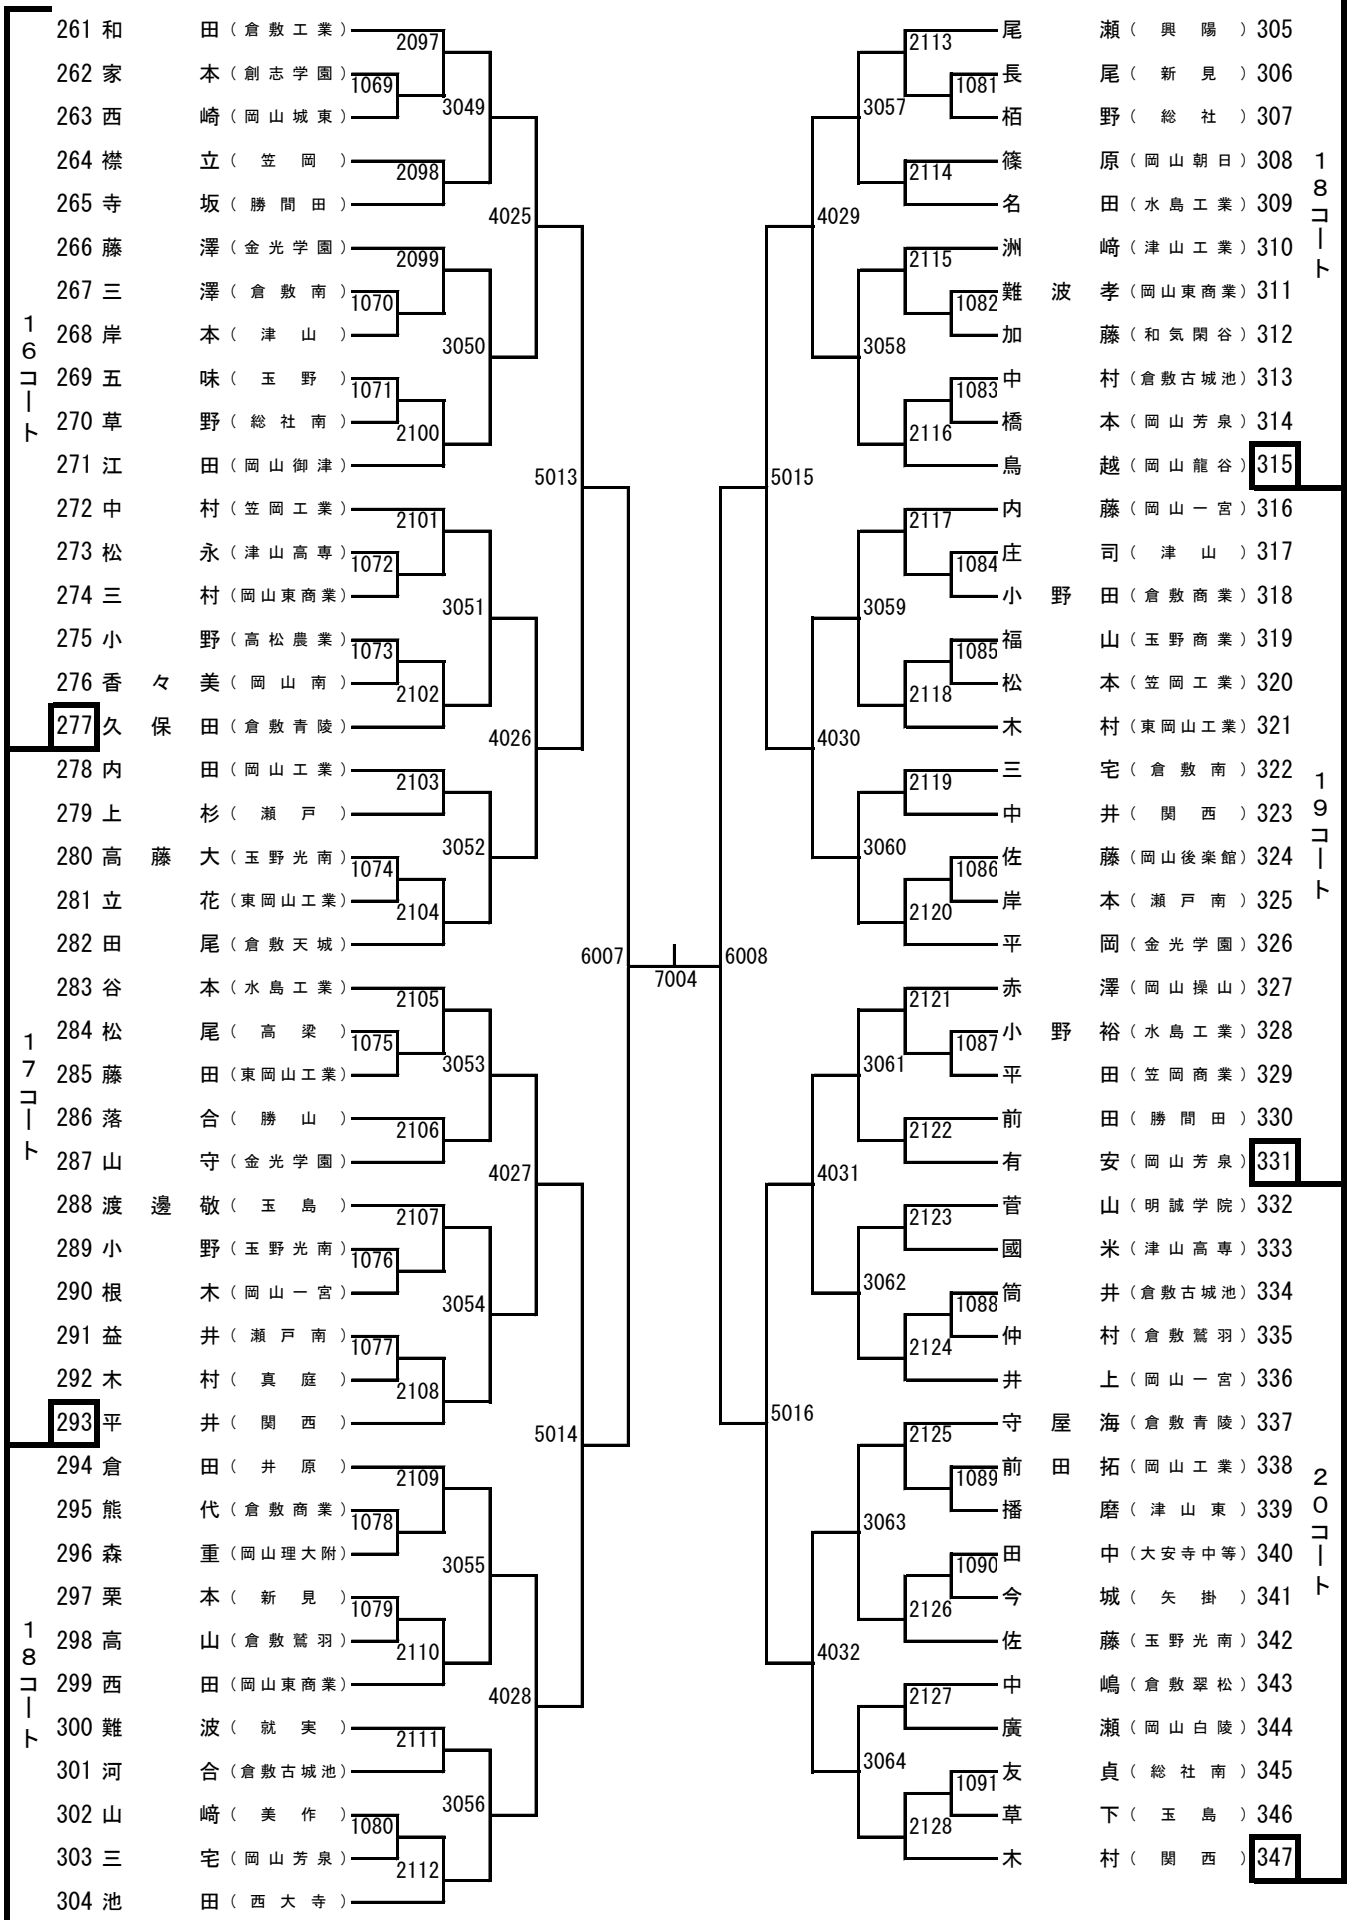 261 和田（倉敷工業）
262 家本（創志学園）
263 西崎（岡山城東）
264 襟立（笠岡）
265 寺坂（勝間田）
266 藤澤（金光学園）
267 三澤（倉敷南）
268 岸本（津山）
269 五味（玉野）
270 草野（総社南）
271 江田（岡山御津）
272 中村（笠岡工業）
273 松永（津山高専）
274 三村（岡山東商業）
275 小野（高松農業）
276 香々美（岡山南）
277 久保田（倉敷青陵）
278 内田（岡山工業）
279 上杉（瀬戸）
280 高藤大（玉野光南）
281 立花（東岡山工業）
282 田尾（倉敷天城）
283 谷本（水島工業）
284 松尾（高梁）
285 藤田（東岡山工業）
286 落合（勝山）
287 山守（金光学園）
288 渡邊敬（玉島）
289 小野（玉野光南）
290 根木（岡山一宮）
291 益井（瀬戸南）
292 木村（真庭）
293 平井（関西）
294 倉田（井原）
295 熊代（倉敷商業）
296 森重（岡山理大附）
297 栗本（新見）
298 高山（倉敷鷲羽）
299 西田（岡山東商業）
300 難波（就実）
301 河合（倉敷古城池）
302 山﨑（美作）
303 三宅（岡山芳泉）
304 池田（西大寺）
16コート
17コート
18コート
1069
1070
1071
1072
1073
1074
1075
1076
1077
1078
1079
1080
2097
2098
2099
2100
2101
2102
2103
2104
2105
2106
2107
2108
2109
2110
2111
2112
3049
3050
3051
3052
3053
3054
3055
3056
4025
4026
4027
4028
5013
5014
6007
7004
6008
5015
5016
4029
4030
4031
4032
3057
3058
3059
3060
3061
3062
3063
3064
2113
2114
2115
2116
2117
2118
2119
2120
2121
2122
2123
2124
2125
2126
2127
2128
1081
1082
1083
1084
1085
1086
1087
1088
1089
1090
1091
尾瀬（興陽）305
長尾（新見）306
栢野（総社）307
篠原（岡山朝日）308
名田（水島工業）309
洲﨑（津山工業）310
難波孝（岡山東商業）311
加藤（和気閑谷）312
中村（倉敷古城池）313
橋本（岡山芳泉）314
鳥越（岡山龍谷）315
内藤（岡山一宮）316
庄司（津山）317
小野田（倉敷商業）318
福山（玉野商業）319
松本（笠岡工業）320
木村（東岡山工業）321
三宅（倉敷南）322
中井（関西）323
佐藤（岡山後楽館）324
岸本（瀬戸南）325
平岡（金光学園）326
赤澤（岡山操山）327
小野裕（水島工業）328
平田（笠岡商業）329
前田（勝間田）330
有安（岡山芳泉）331
菅山（明誠学院）332
國米（津山高専）333
筒井（倉敷古城池）334
仲村（倉敷鷲羽）335
井上（岡山一宮）336
守屋海（倉敷青陵）337
前田拓（岡山工業）338
播磨（津山東）339
田中（大安寺中等）340
今城（矢掛）341
佐藤（玉野光南）342
中嶋（倉敷翠松）343
廣瀬（岡山白陵）344
友貞（総社南）345
草下（玉島）346
木村（関西）347
18コート
19コート
20コート